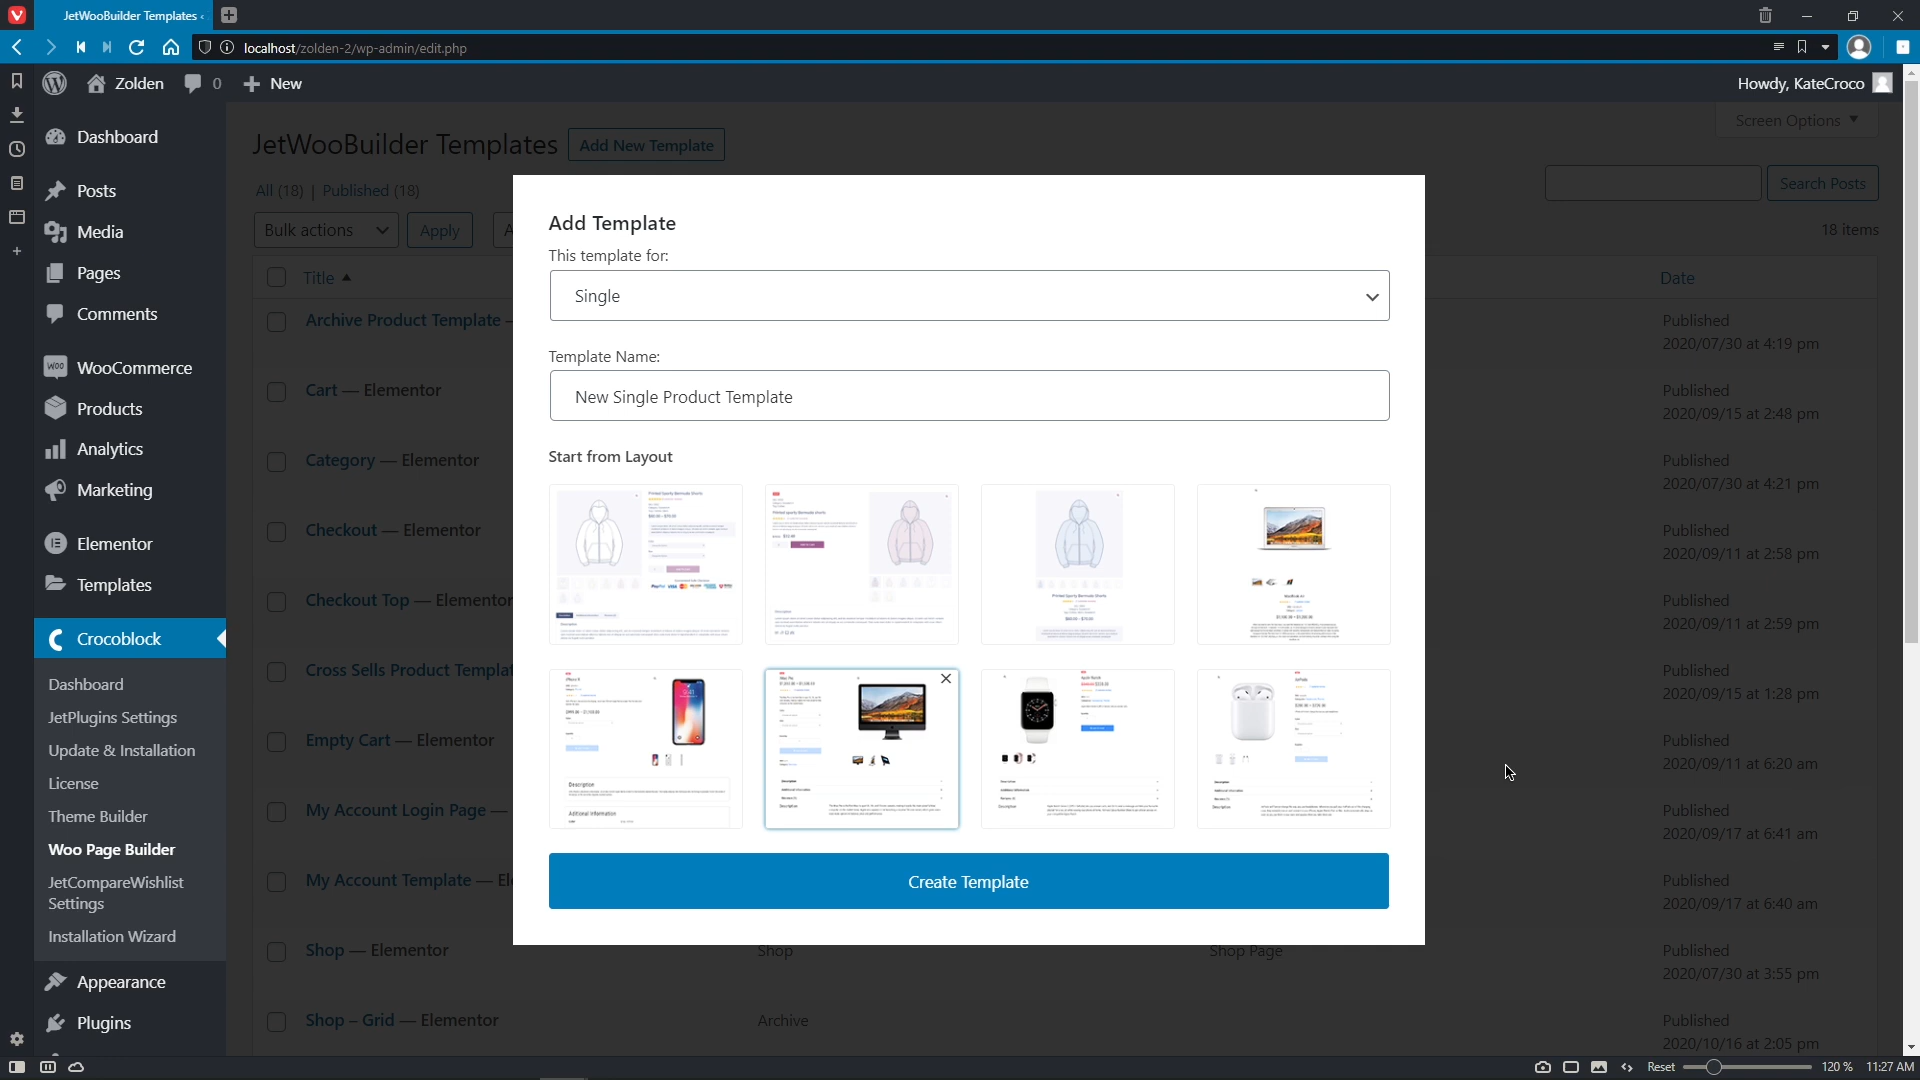 JetWooBuilder Templates ‹
localhost/zolden-2/wp-admin/edit.php
Zolden
0
New
Howdy, KateCroco
Dashboard
Posts
Media
Pages
Comments
WooCommerce
Products
Analytics
Marketing
Elementor
Templates
Crocoblock
Dashboard
JetPlugins Settings
Update & Installation
License
Theme Builder
Woo Page Builder
JetCompareWishlist
Settings
Installation Wizard
Appearance
Plugins
JetWooBuilder Templates
Add New Template
Screen Options
All (18) | Published (18)
Search Posts
Bulk actions
Apply
18 items
Title
Date
Archive Product Template –
Published
2020/07/30 at 4:19 pm
Cart — Elementor
Published
2020/09/15 at 2:48 pm
Category — Elementor
Published
2020/07/30 at 4:21 pm
Checkout — Elementor
Published
2020/09/11 at 2:58 pm
Checkout Top — Elementor
Published
2020/09/11 at 2:59 pm
Cross Sells Product Templat
Published
2020/09/15 at 1:28 pm
Empty Cart — Elementor
Published
2020/09/11 at 6:20 am
My Account Login Page —
Published
2020/09/17 at 6:41 am
My Account Template — El
Published
2020/09/17 at 6:40 am
Shop — Elementor
Shop
Shop Page
Published
2020/07/30 at 3:55 pm
Shop – Grid — Elementor
Archive
Published
2020/10/16 at 2:05 pm
Add Template
This template for:
Single
Template Name:
New Single Product Template
Start from Layout
Printed Sporty Bermuda Shorts
Description
Additional Information
Create Template
Reset
120 %
11:27 AM